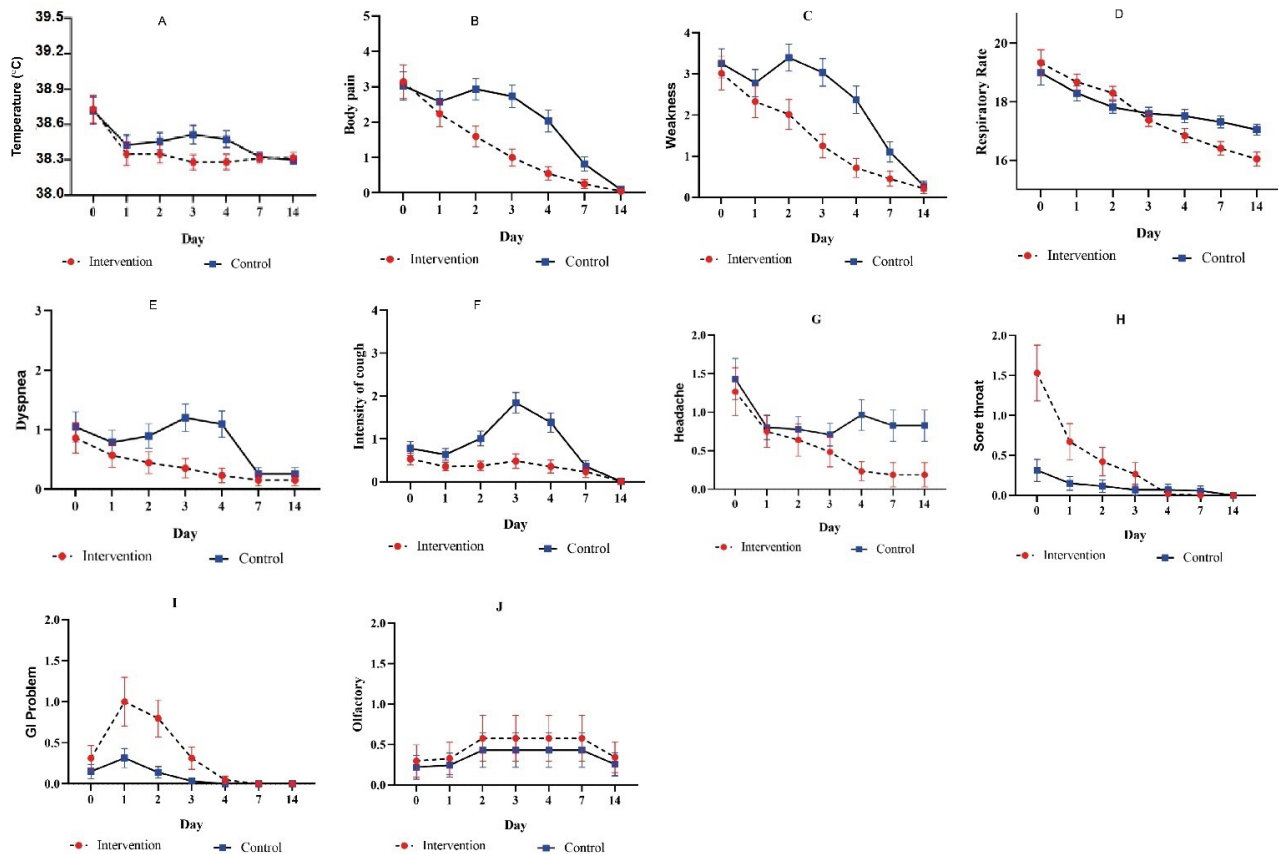 A
Temperature (°C)
39.5
39.2
38.8
38.6
38.3
38.0
0 1 2 3 4 7 14
Day
Intervention Control
B
Body pain
5
4
3
2
1
0
0 1 2 3 4 7 14
Day
Intervention Control
C
Weakness
4
3
2
1
0
0 1 2 3 4 7 14
Day
Intervention Control
D
Respiratory Rate
20
18
16
0 1 2 3 4 7 14
Day
Intervention Control
E
Dyspnea
3
2
1
0
0 1 2 3 4 7 14
Day
Intervention Control
F
Intensity of cough
4
3
2
1
0
0 1 2 3 4 7 14
Day
Intervention Control
G
Headache
2.0
1.5
1.0
0.5
0.0
0 1 2 3 4 7 14
Day
Intervention Control
H
Sore throat
2.0
1.5
1.0
0.5
0.0
0 1 2 3 4 7 14
Day
Intervention Control
I
GI Problem
2.0
1.5
1.0
0.5
0.0
0 1 2 3 4 7 14
Day
Intervention Control
J
Olfactory
2.0
1.5
1.0
0.5
0.0
0 1 2 3 4 7 14
Day
Intervention Control